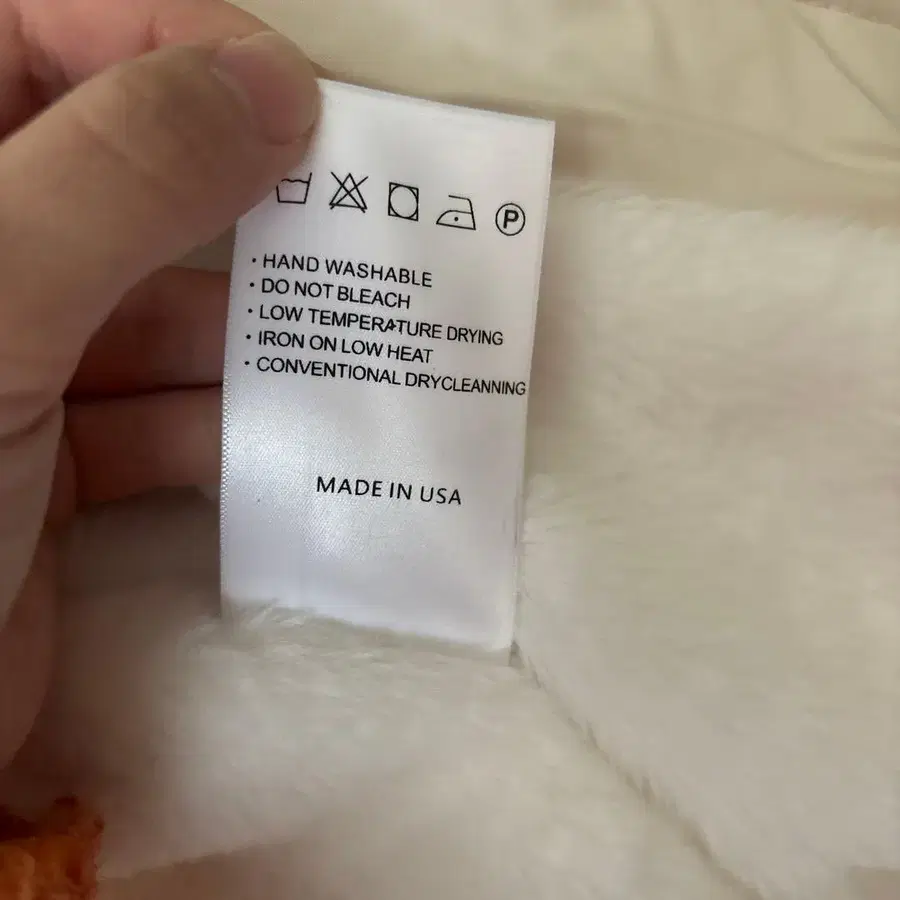 P
· HAND WASHABLE
· DO NOT BLEACH
· LOW TEMPERATURE DRYING
· IRON ON LOW HEAT
· CONVENTIONAL DRYCLEANNING
MADE IN USA